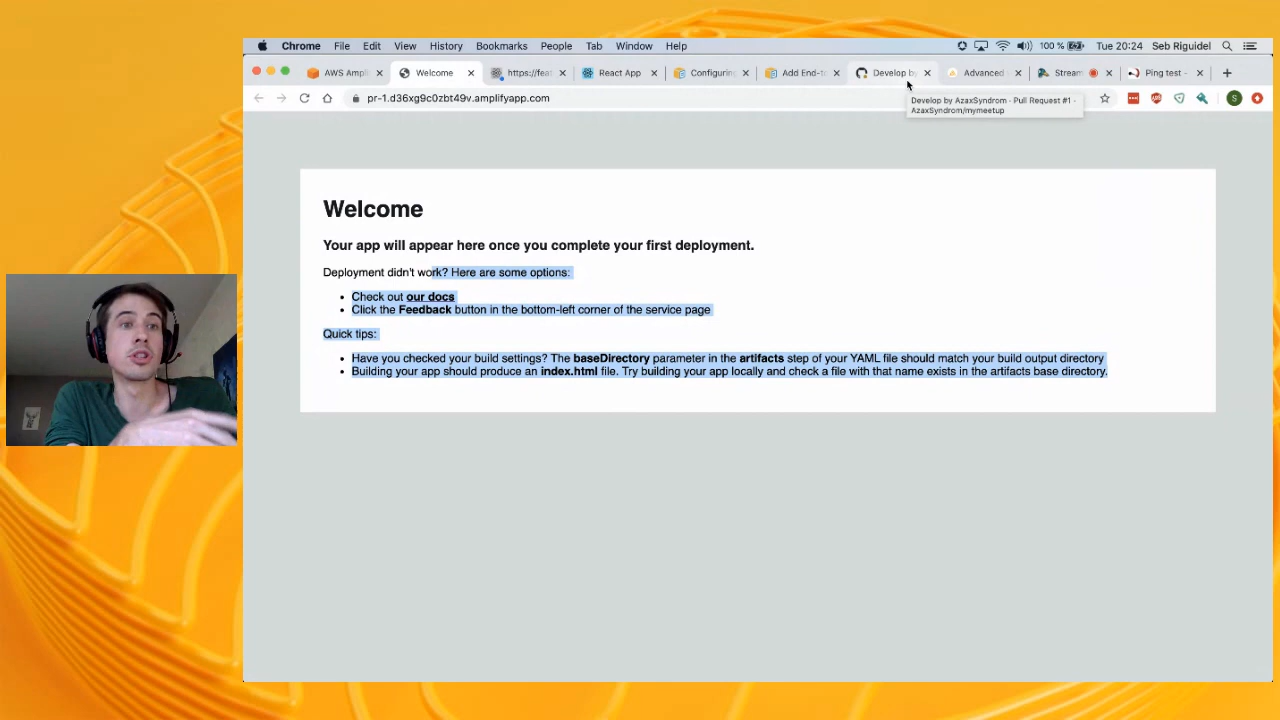 Chrome File Edit View History Bookmarks People Tab Window Help 100 % Tue 20:24 Seb Riguidel
AWS Ampli Welcome https://feat React App Configuring Add End-t Develop by Advanced Stream Ping test -
pr-1.d36xg9c0zbt49v.amplifyapp.com
Develop by AzaxSyndrom · Pull Request #1 ·
AzaxSyndrom/mymeetup
S
Welcome
Your app will appear here once you complete your first deployment.
Deployment didn't work? Here are some options:
• Check out our docs
• Click the Feedback button in the bottom-left corner of the service page
Quick tips:
• Have you checked your build settings? The baseDirectory parameter in the artifacts step of your YAML file should match your build output directory
• Building your app should produce an index.html file. Try building your app locally and check a file with that name exists in the artifacts base directory.